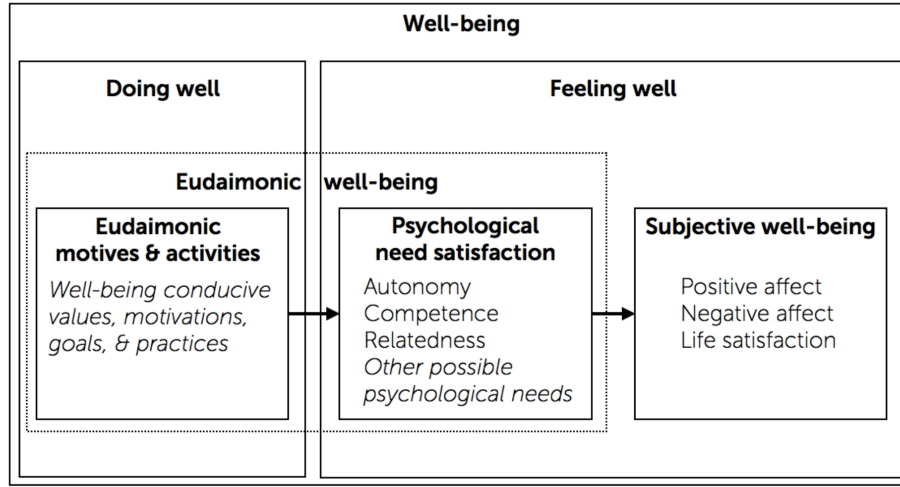 Well-being
Doing well
Feeling well
Eudaimonic well-being
Eudaimonic
motives & activities
Well-being conducive
values, motivations,
goals, & practices
Psychological
need satisfaction
Autonomy
Competence
Relatedness
Other possible
psychological needs
Subjective well-being
Positive affect
Negative affect
Life satisfaction